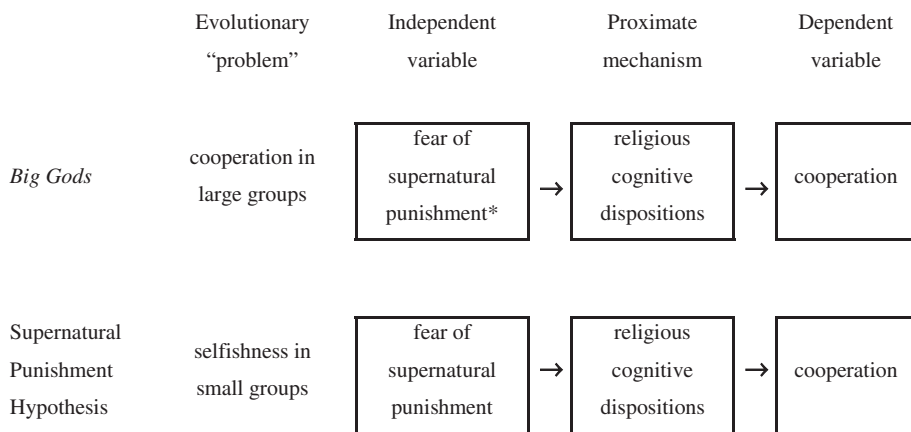 Evolutionary
“problem”
Independent
variable
Proximate
mechanism
Dependent
variable
Big Gods
cooperation in
large groups
fear of
supernatural
punishment*
→
religious
cognitive
dispositions
→
cooperation
Supernatural
Punishment
Hypothesis
selfishness in
small groups
fear of
supernatural
punishment
→
religious
cognitive
dispositions
→
cooperation